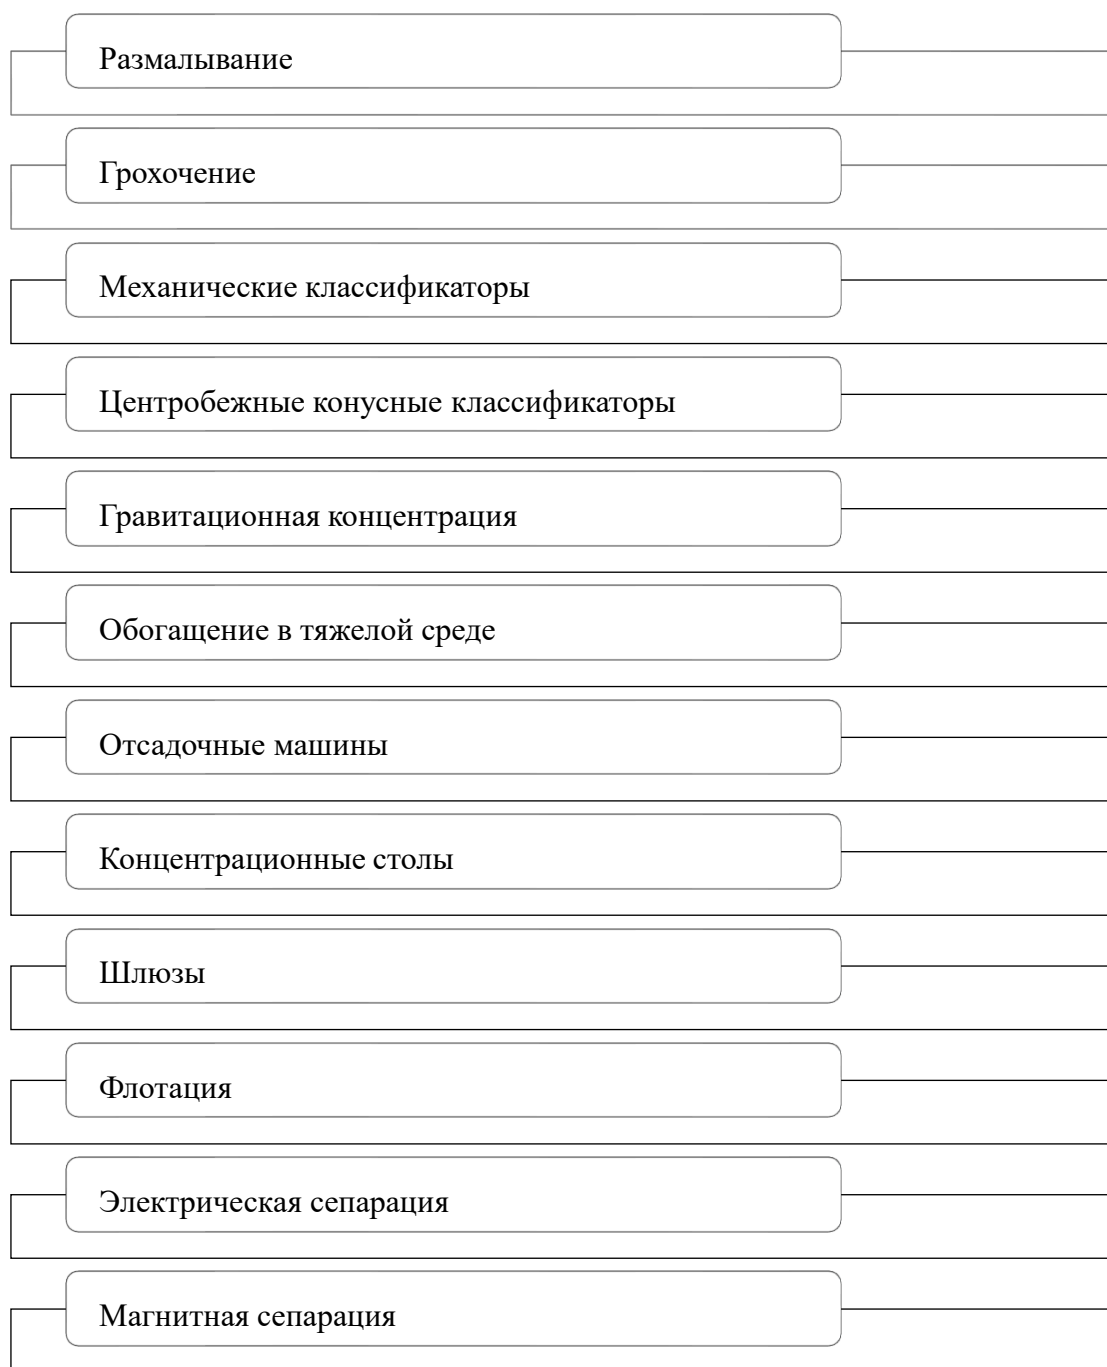 Размалывание
Грохочение
Механические классификаторы
Центробежные конусные классификаторы
Гравитационная концентрация
Обогащение в тяжелой среде
Отсадочные машины
Концентрационные столы
Шлюзы
Флотация
Электрическая сепарация
Магнитная сепарация